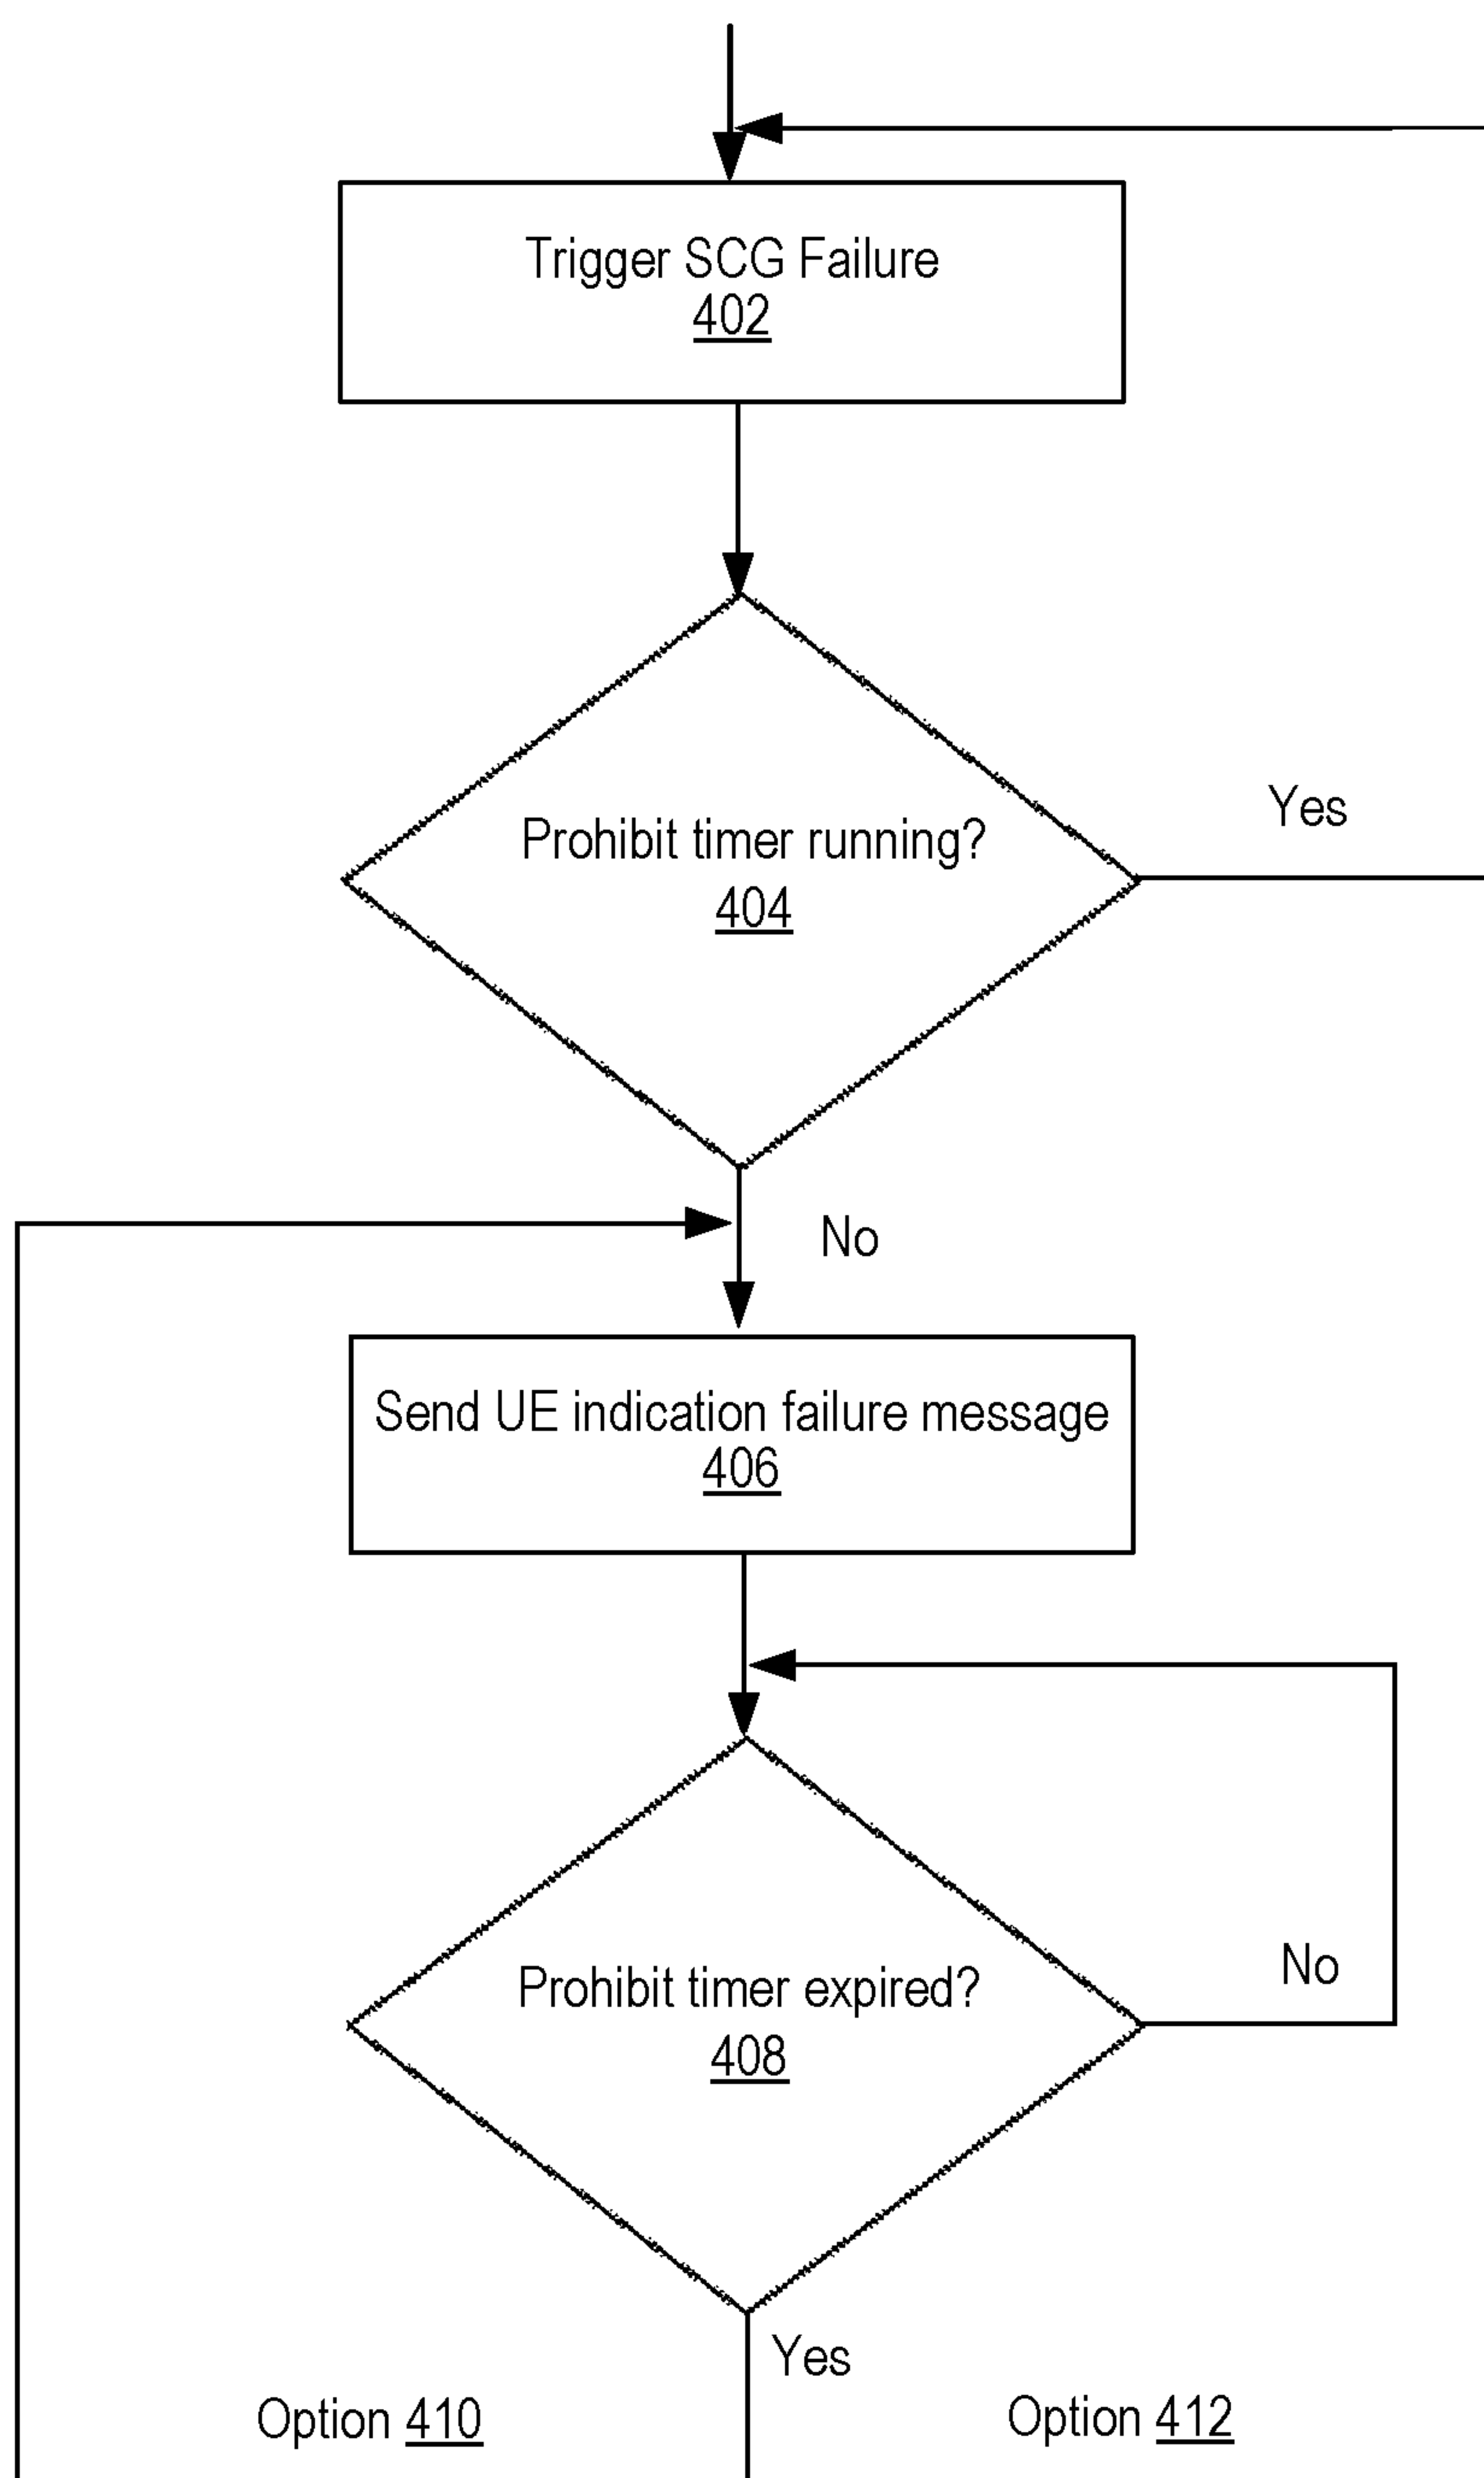 Trigger SCG Failure
402
Prohibit timer running?
404
Yes
No
Send UE indication failure message
406
Prohibit timer expired?
408
No
Yes
Option 410
Option 412